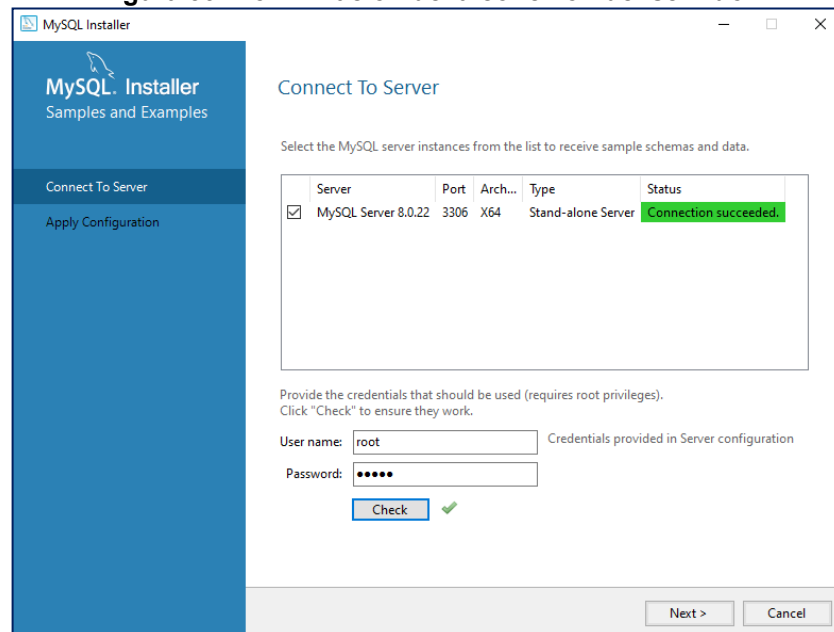 MySQL Installer
MySQL. Installer
Samples and Examples
Connect To Server
Apply Configuration
Connect To Server
Select the MySQL server instances from the list to receive sample schemas and data.
Server Port Arch... Type Status
MySQL Server 8.0.22 3306 X64 Stand-alone Server Connection succeeded.
Provide the credentials that should be used (requires root privileges).
Click "Check" to ensure they work.
User name: root Credentials provided in Server configuration
Password: •••••
Check
Next > Cancel